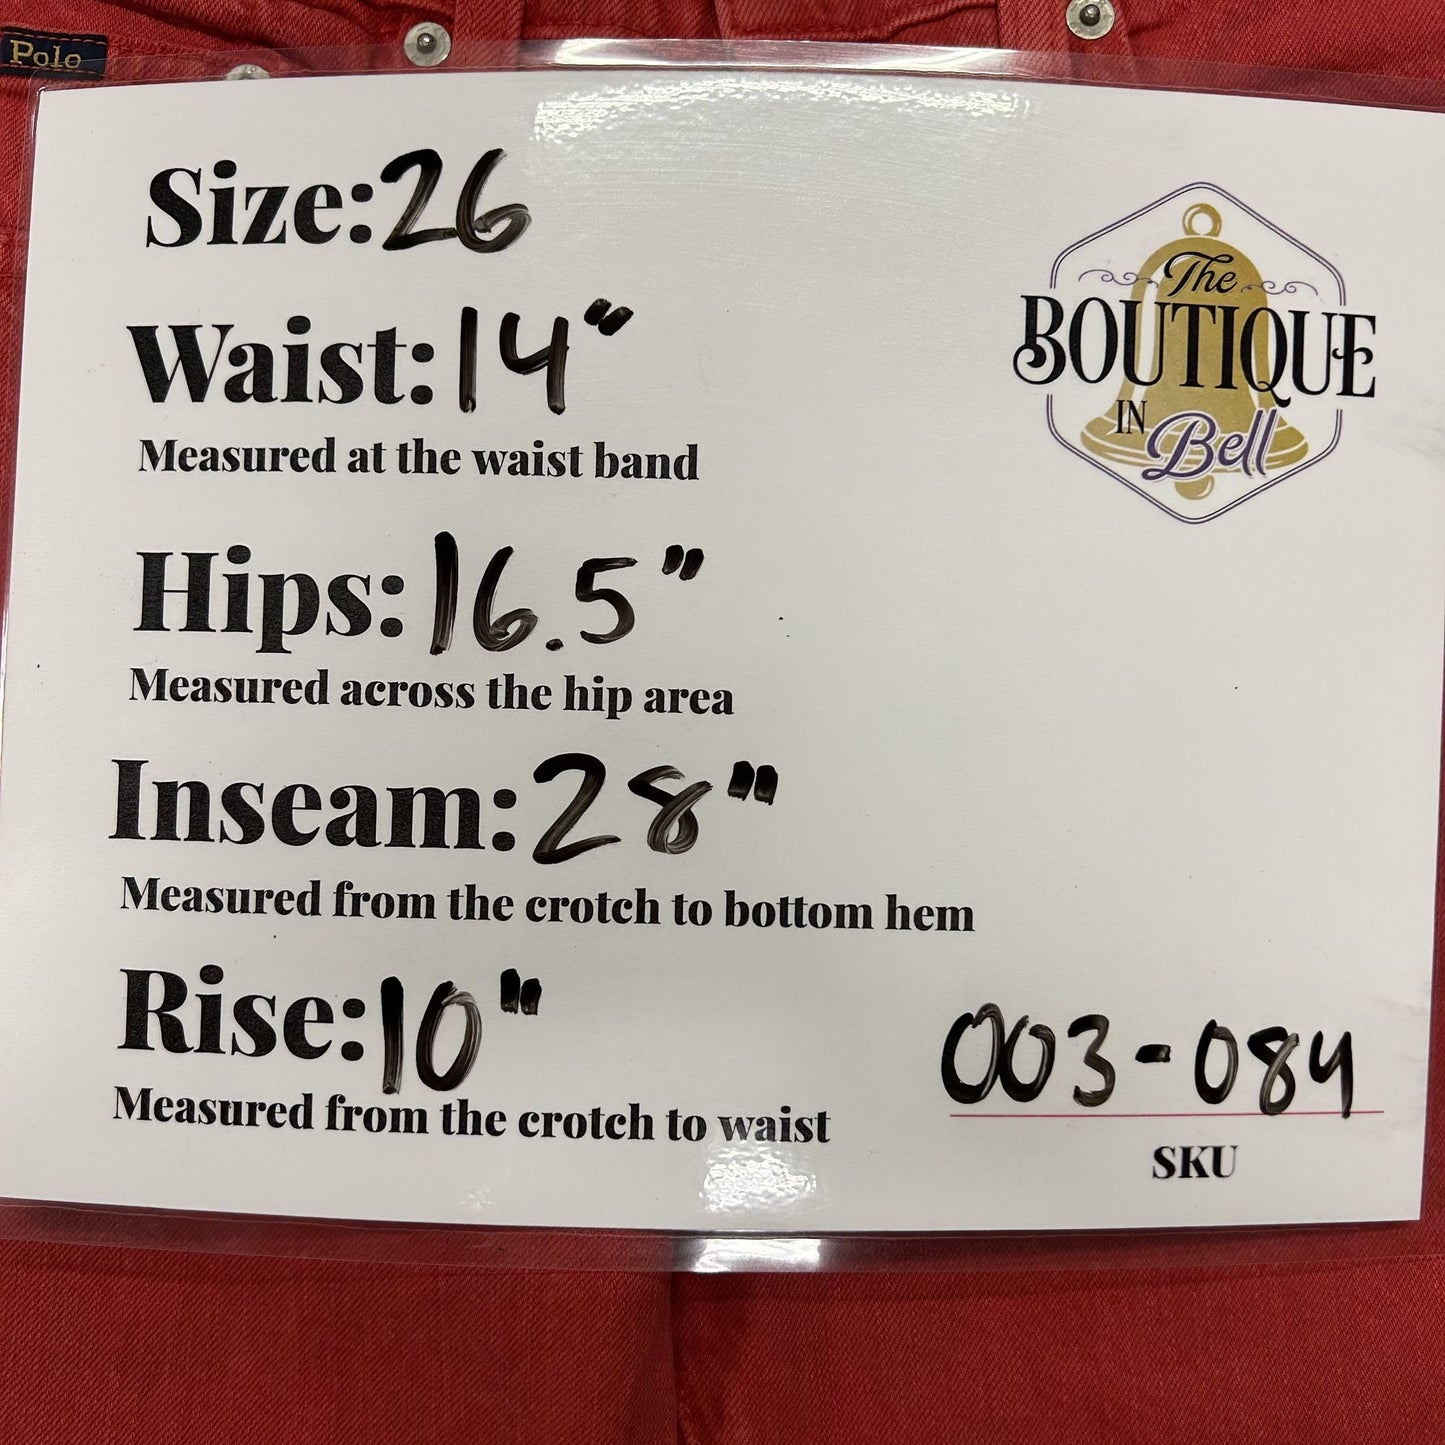 Polo
Size: 26
Waist: 14"
Measured at the waist band
Hips: 16.5"
Measured across the hip area
Inseam: 28"
Measured from the crotch to bottom hem
Rise: 10"
Measured from the crotch to waist
The
BOUTIQUE
IN
Bell
003-084
SKU